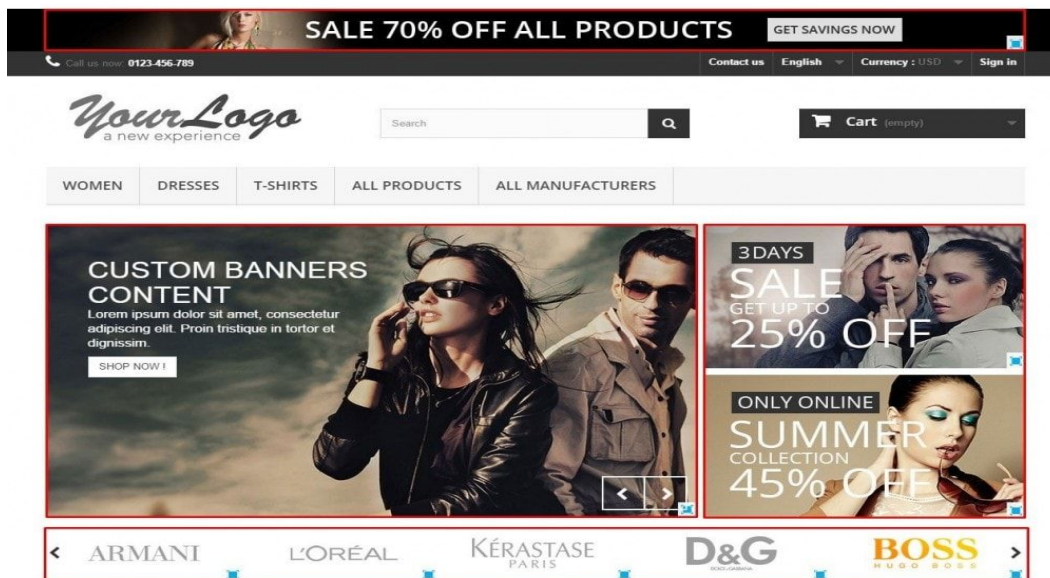 SALE 70% OFF ALL PRODUCTS
GET SAVINGS NOW
Call us now: 0123-456-789
Contact us
English
Currency : USD
Sign in
YourLogo
a new experience
Search
Cart (empty)
WOMEN
DRESSES
T-SHIRTS
ALL PRODUCTS
ALL MANUFACTURERS
CUSTOM BANNERS
CONTENT
Lorem ipsum dolor sit amet, consectetur
adipiscing elit. Proin tristique in tortor et
dignissim.
SHOP NOW !
3 DAYS
SALE
GET UP TO
25% OFF
ONLY ONLINE
SUMMER
COLLECTION
45% OFF
ARMANI
L'ORÉAL
KÉRASTASE
PARIS
D&G
DOLCE&GABBANA
BOSS
HUGO BOSS